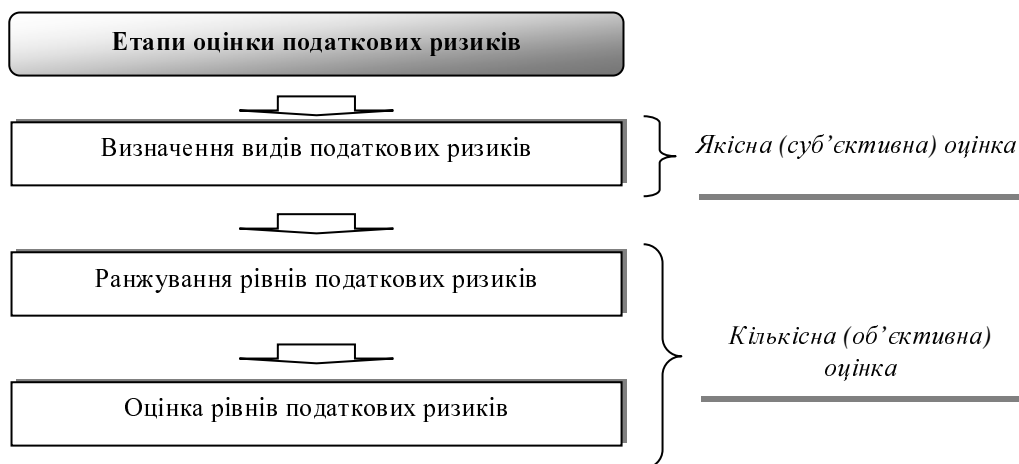 Етапи оцінки податкових ризиків
Визначення видів податкових ризиків
Якісна (суб’єктивна) оцінка
Ранжування рівнів податкових ризиків
Кількісна (об’єктивна)
оцінка
Оцінка рівнів податкових ризиків